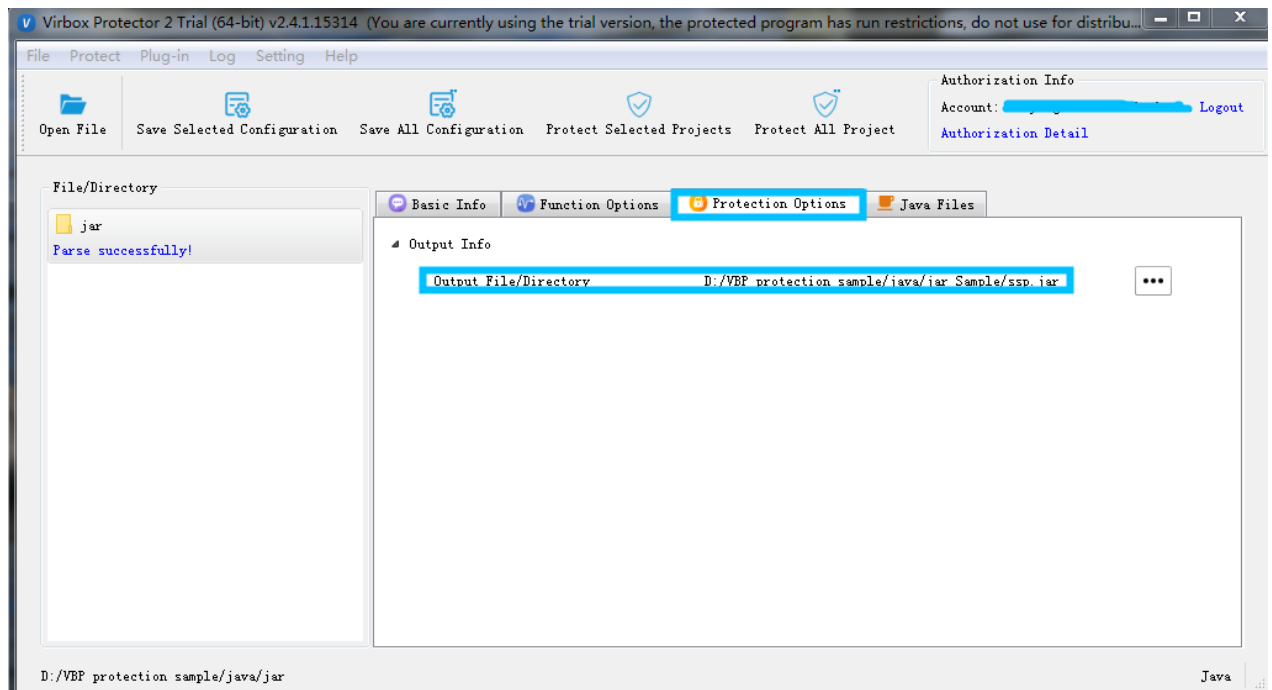 Virbox Protector 2 Trial (64-bit) v2.4.1.15314 (You are currently using the trial version, the protected program has run restrictions, do not use for distribu...
File Protect Plug-in Log Setting Help
Authorization Info
Account: Logout
Authorization Detail
Open File Save Selected Configuration Save All Configuration Protect Selected Projects Protect All Project
File/Directory
jar
Parse successfully!
Basic Info Function Options Protection Options Java Files
Output Info
Output File/Directory D:/VBP protection sample/java/jar Sample/ssp.jar
D:/VBP protection sample/java/jar Java